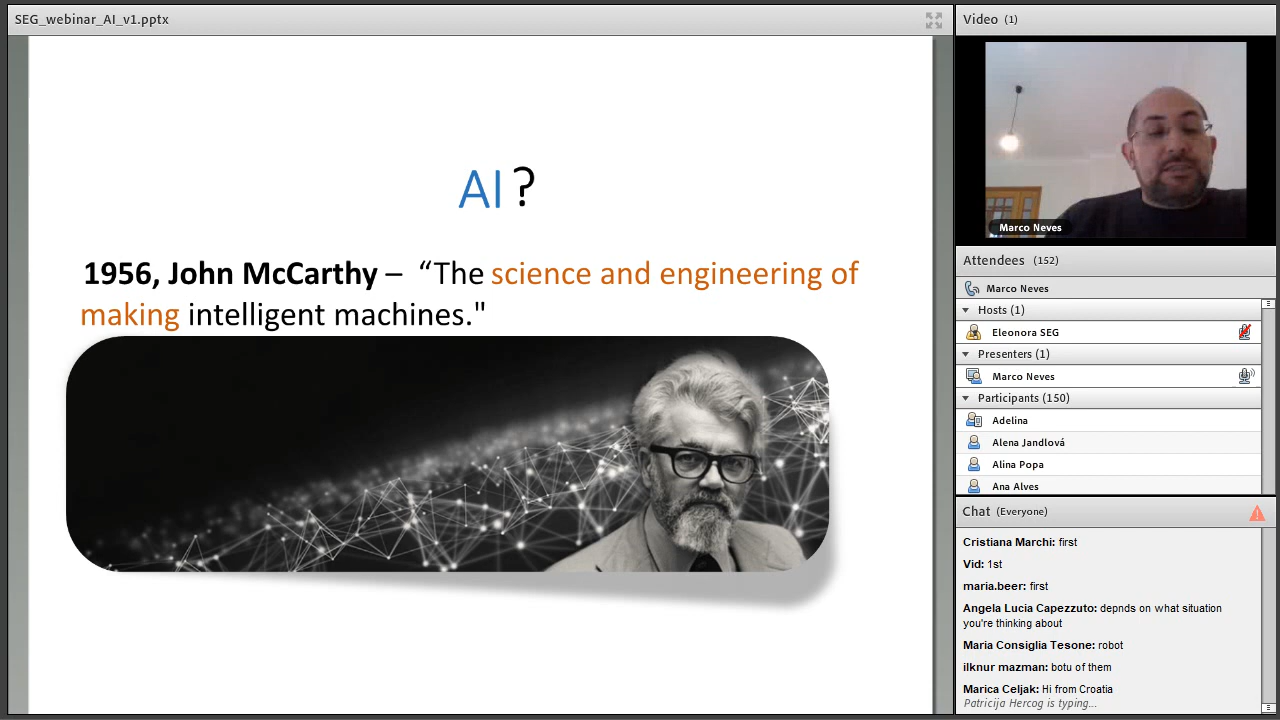 SEG_webinar_AI_v1.pptx
AI ?
1956, John McCarthy – “The science and engineering of
making intelligent machines."
Video (1)
Marco Neves
Attendees (152)
Marco Neves
Hosts (1)
Eleonora SEG
Presenters (1)
Marco Neves
Participants (150)
Adelina
Alena Jandlová
Alina Popa
Ana Alves
Chat (Everyone)
Cristiana Marchi: first
Vid: 1st
maria.beer: first
Angela Lucia Capezzuto: depnds on what situation
you're thinking about
Maria Consiglia Tesone: robot
ilknur mazman: botu of them
Marica Celjak: Hi from Croatia
Patricija Hercog is typing...